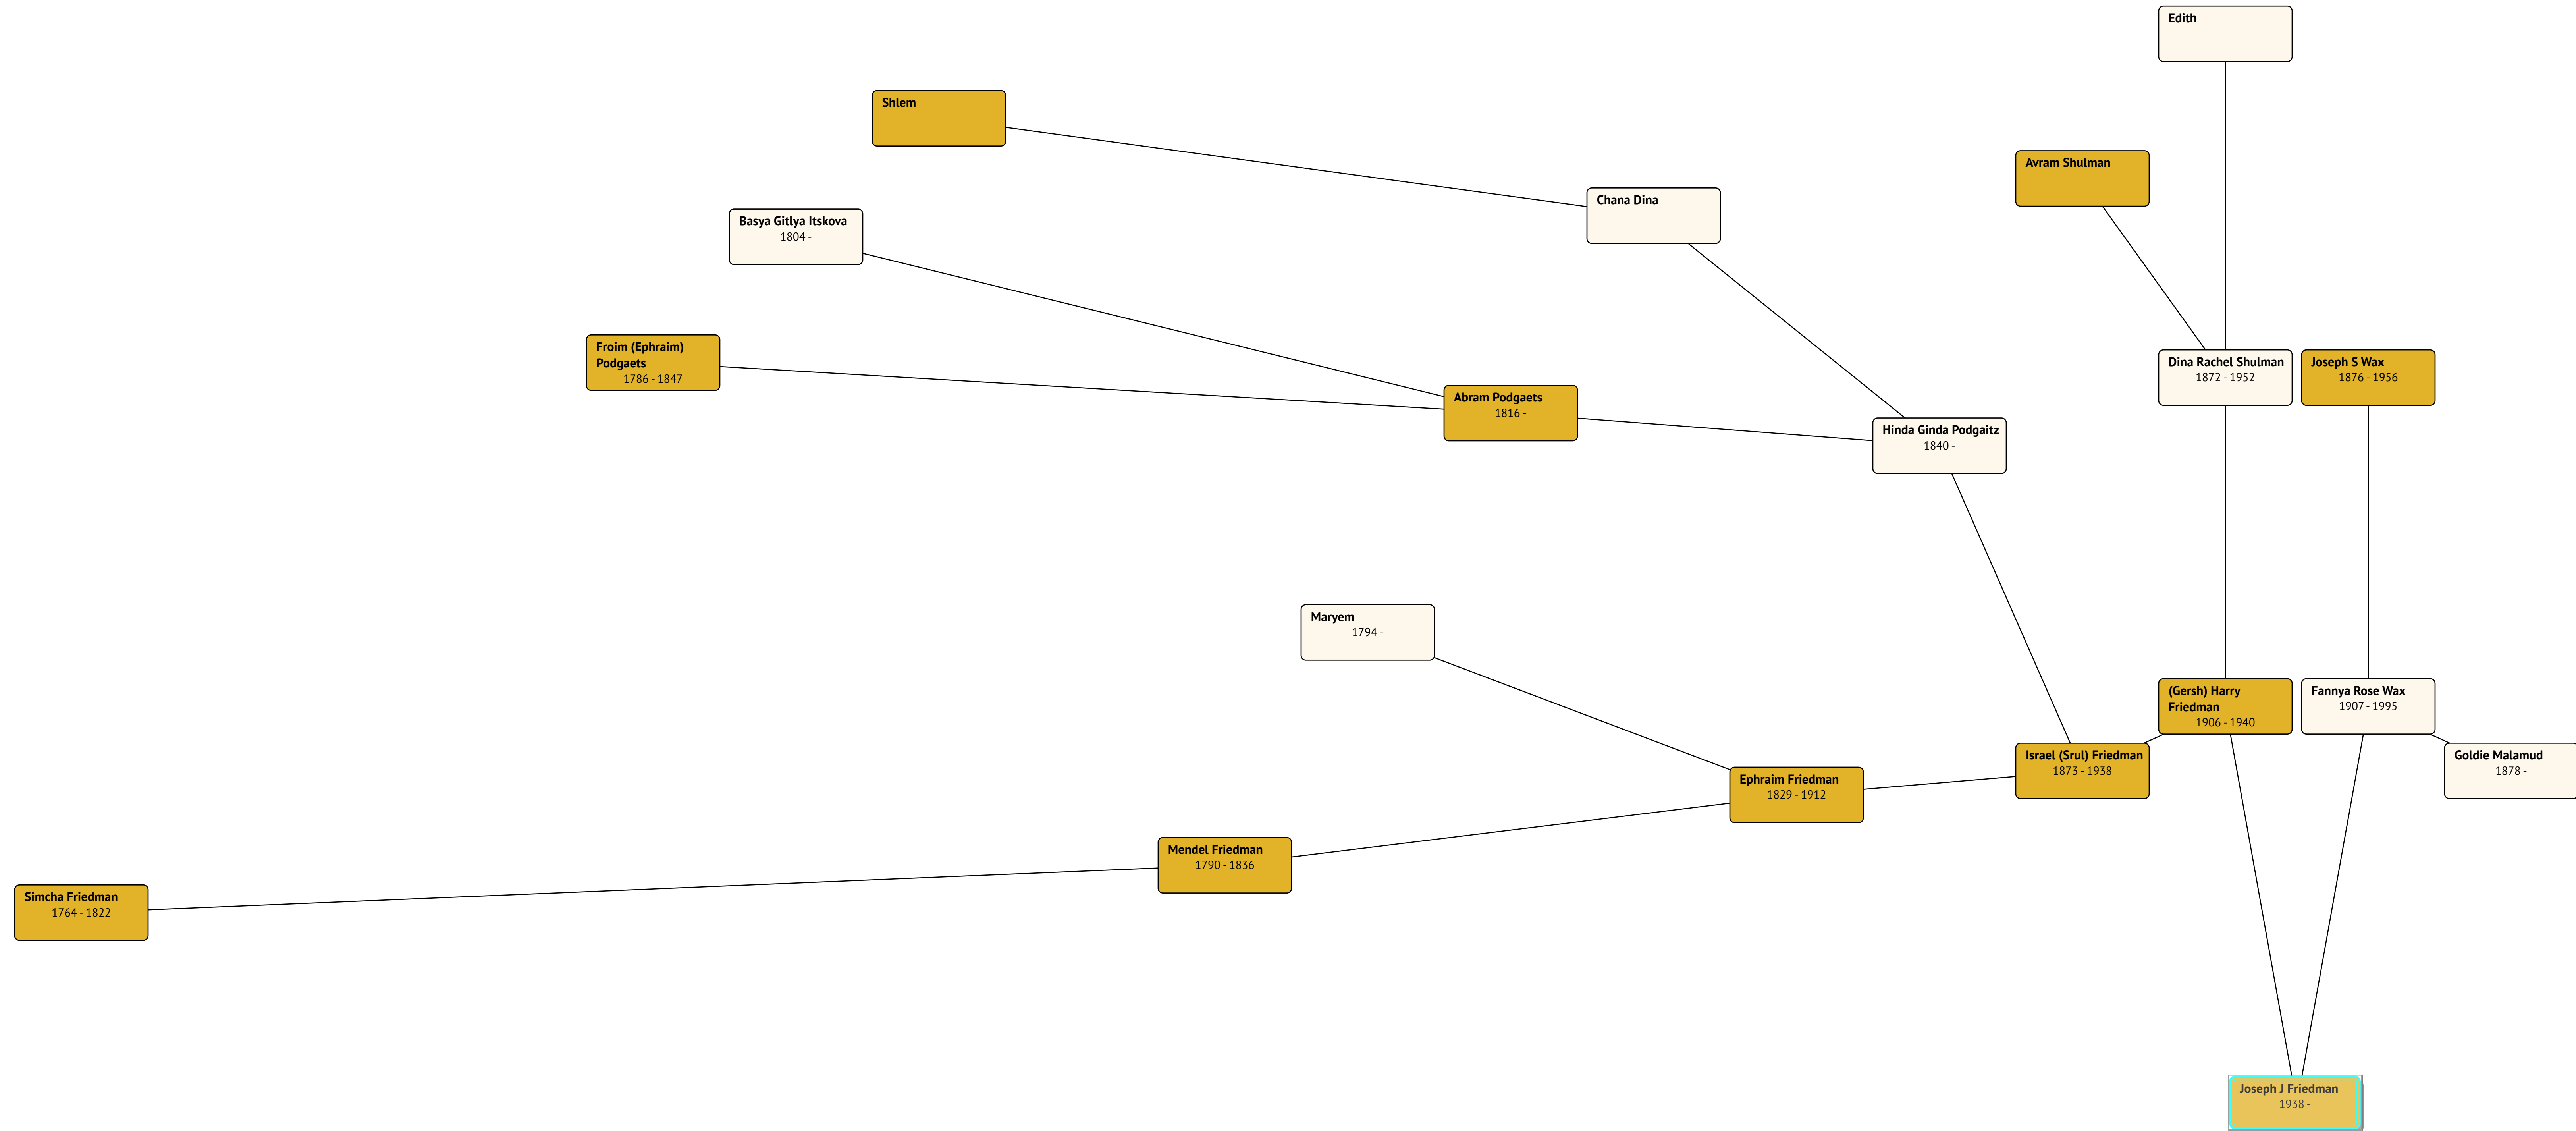 Edith
Shlem
Avram Shulman
Chana Dina
Basya Gitlya Itskova
1804 -
Froim (Ephraim)
Podgaets
1786 - 1847
Dina Rachel Shulman
1872 - 1952
Joseph S Wax
1876 - 1956
Abram Podgaets
1816 -
Hinda Ginda Podgaitz
1840 -
Maryem
1794 -
(Gersh) Harry
Friedman
1906 - 1940
Fannya Rose Wax
1907 - 1995
Israel (Srul) Friedman
1873 - 1938
Goldie Malamud
1878 -
Ephraim Friedman
1829 - 1912
Mendel Friedman
1790 - 1836
Simcha Friedman
1764 - 1822
Joseph J Friedman
1938 -